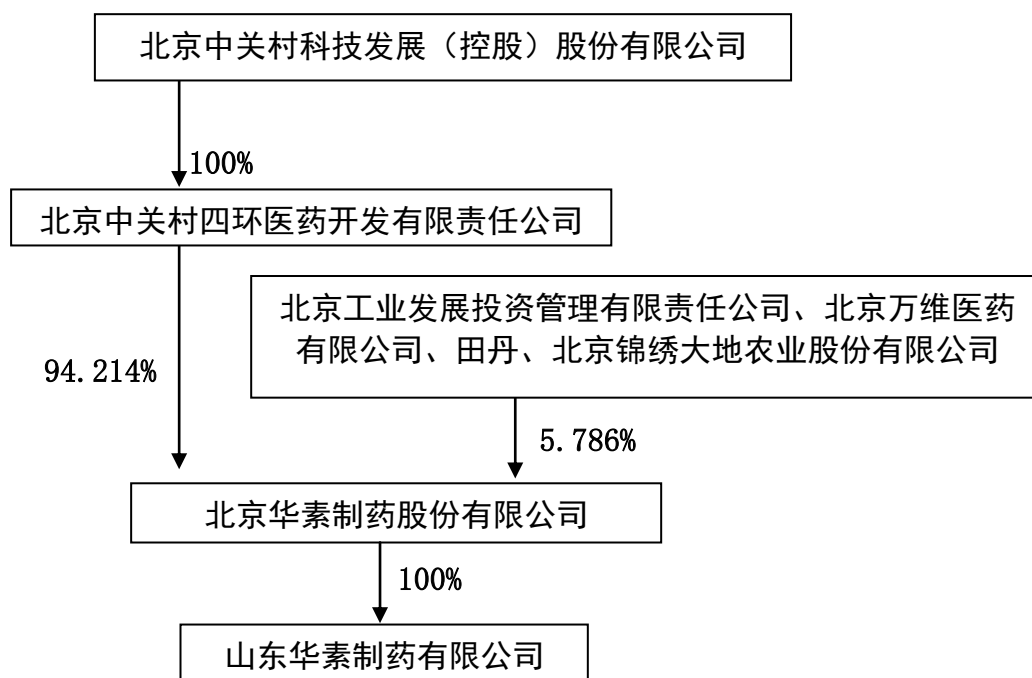 北京中关村科技发展（控股）股份有限公司
100%
北京中关村四环医药开发有限责任公司
北京工业发展投资管理有限责任公司、北京万维医药
有限公司、田丹、北京锦绣大地农业股份有限公司
94.214%
5.786%
北京华素制药股份有限公司
100%
山东华素制药有限公司